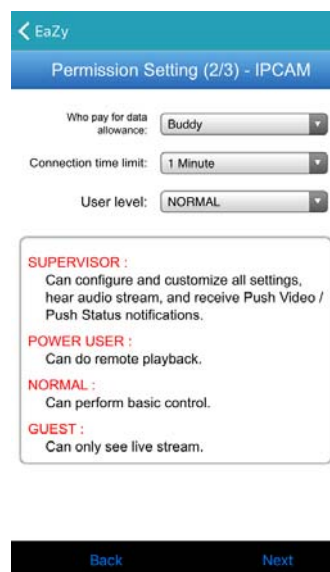 EaZy
Permission Setting (2/3) - IPCAM
Who pay for data
allowance:
Buddy
Connection time limit:
1 Minute
User level:
NORMAL
SUPERVISOR :
Can configure and customize all settings,
hear audio stream, and receive Push Video /
Push Status notifications.
POWER USER :
Can do remote playback.
NORMAL :
Can perform basic control.
GUEST :
Can only see live stream.
Back
Next